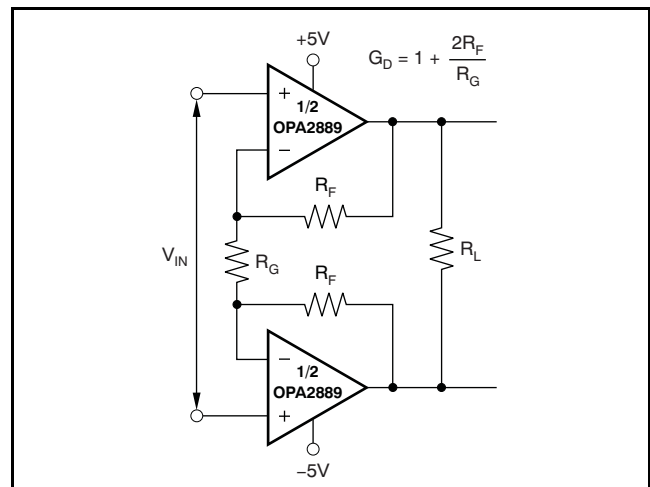 +5V
G_D = 1 + 2R_F / R_G
+
1/2
OPA2889
−
R_F
V_IN
R_G
R_L
R_F
−
1/2
OPA2889
+
−5V